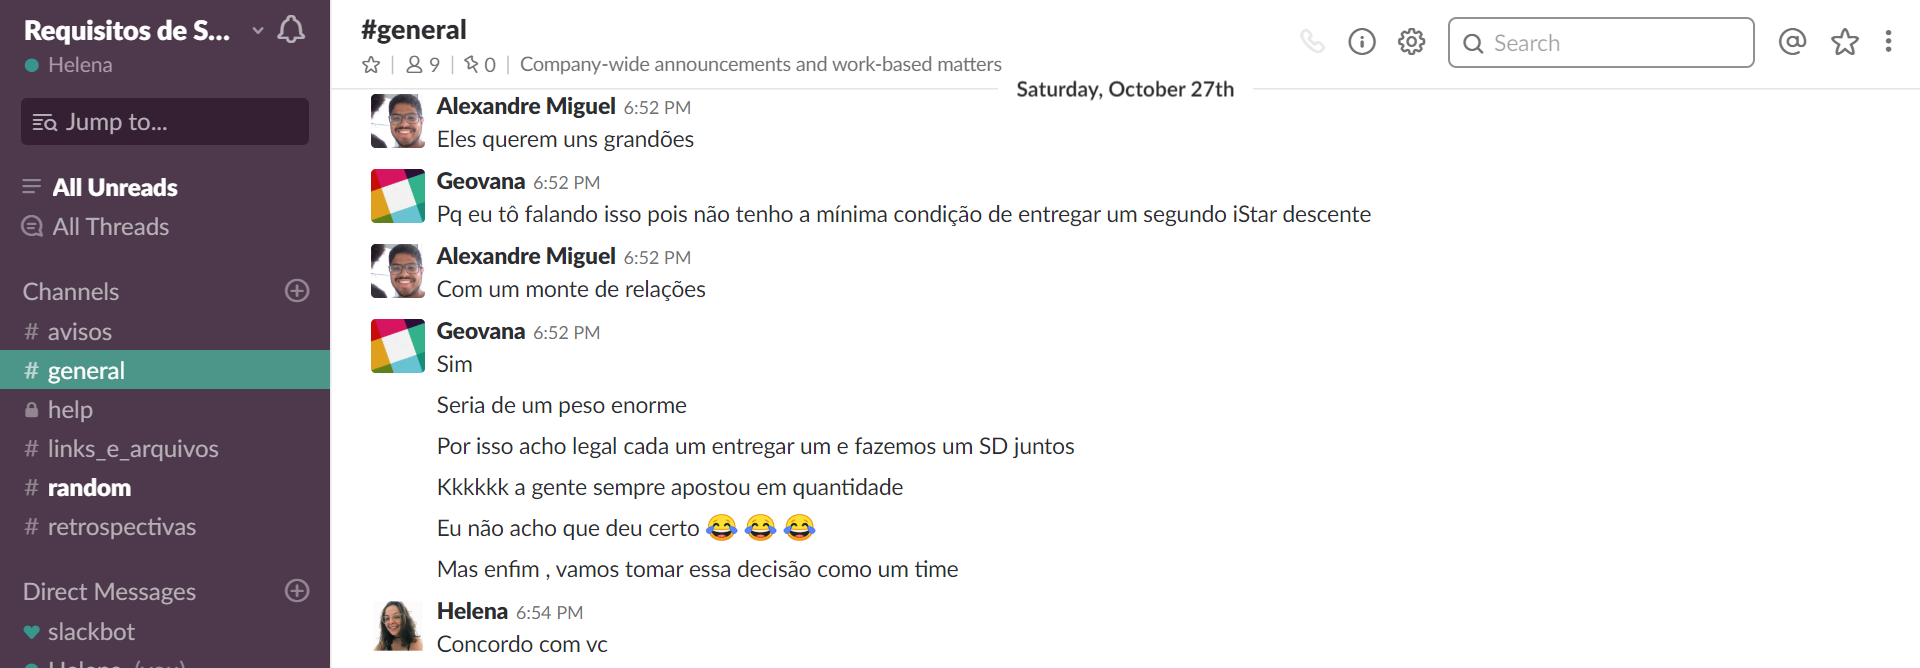 Requisitos de S...
Helena
Jump to...
All Unreads
All Threads
Channels
# avisos
# general
help
# links_e_arquivos
# random
# retrospectivas
Direct Messages
slackbot
Helena (you)
#general
9 | 0 | Company-wide announcements and work-based matters
Search
Saturday, October 27th
Alexandre Miguel 6:52 PM
Eles querem uns grandões
Geovana 6:52 PM
Pq eu tô falando isso pois não tenho a mínima condição de entregar um segundo iStar descente
Alexandre Miguel 6:52 PM
Com um monte de relações
Geovana 6:52 PM
Sim
Seria de um peso enorme
Por isso acho legal cada um entregar um e fazemos um SD juntos
Kkkkkk a gente sempre apostou em quantidade
Eu não acho que deu certo 😂 😂 😂
Mas enfim , vamos tomar essa decisão como um time
Helena 6:54 PM
Concordo com vc